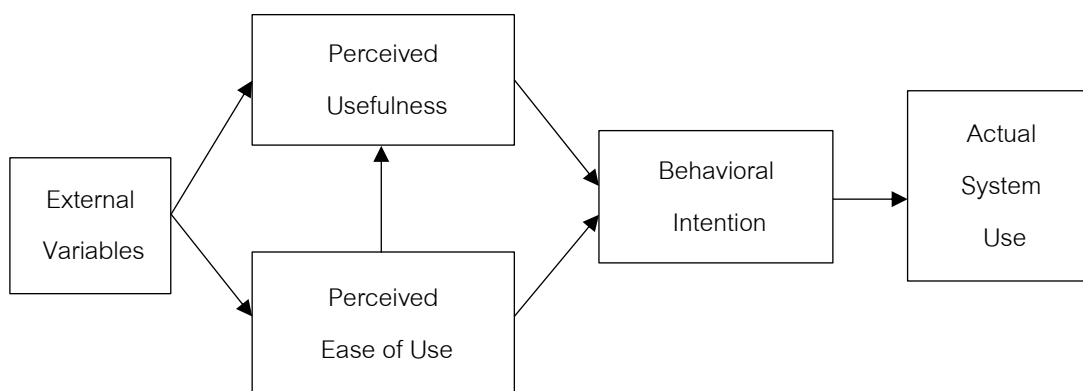 Perceived
Usefulness
External
Variables
Perceived
Ease of Use
Behavioral
Intention
Actual
System
Use